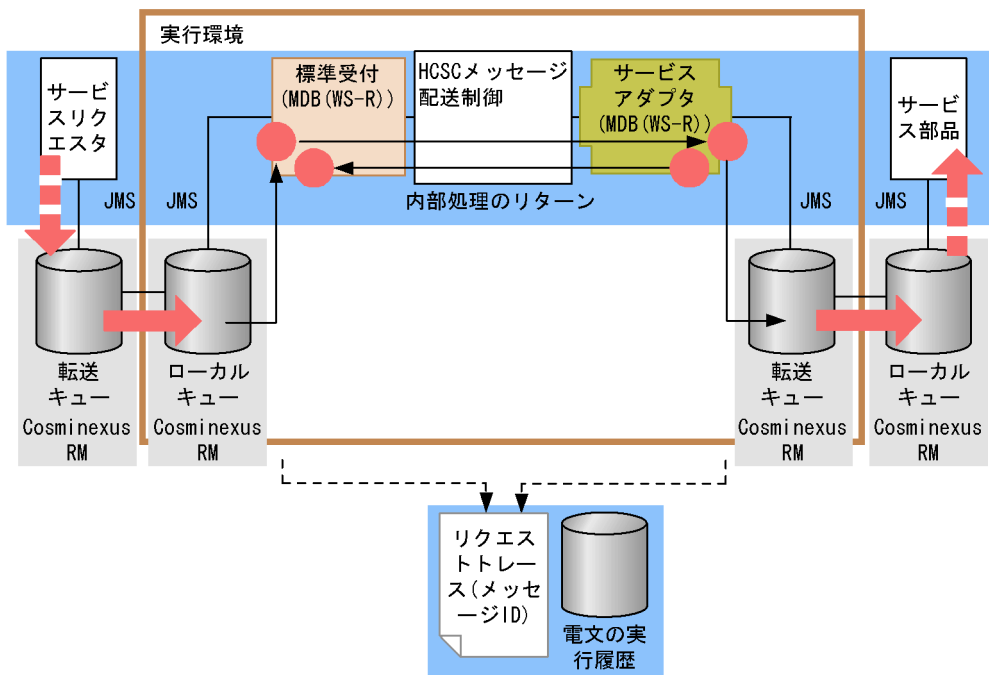 実行環境
サービ
スリク
エスタ
標準受付
(MDB(WS-R))
HCSCメッセージ
配送制御
サービス
アダプタ
(MDB(WS-R))
サービ
ス部品
JMS
JMS
内部処理のリターン
JMS
JMS
転送
キュー
Cosminexus
RM
ローカル
キュー
Cosminexus
RM
転送
キュー
Cosminexus
RM
ローカル
キュー
Cosminexus
RM
リクエス
トトレー
ス(メッセ
ージID)
電文の実
行履歴